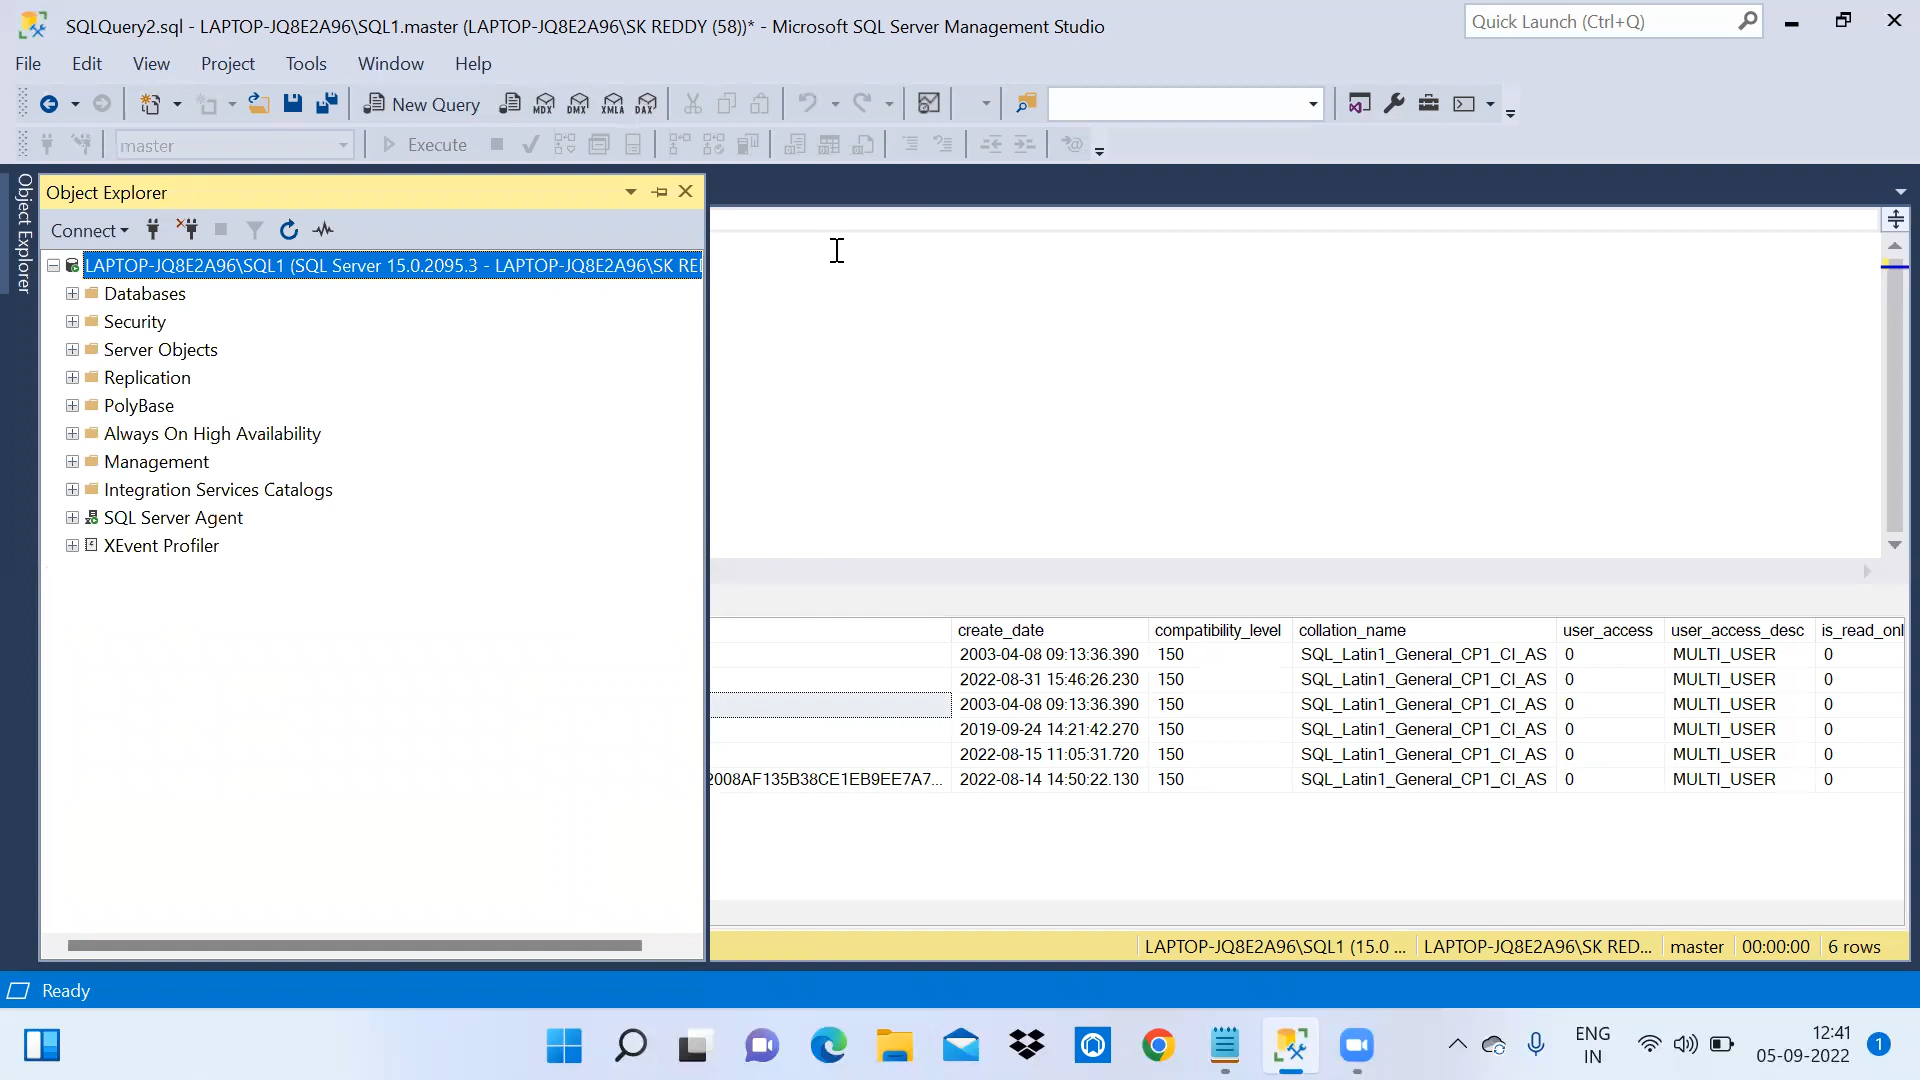 SQLQuery2.sql - LAPTOP-JQ8E2A96\SQL1.master (LAPTOP-JQ8E2A96\SK REDDY (58))* - Microsoft SQL Server Management Studio
Quick Launch (Ctrl+Q)
File Edit View Project Tools Window Help
New Query MDX DMX XMLA DAX
master Execute
Object Explorer
Object Explorer
Connect
LAPTOP-JQ8E2A96\SQL1 (SQL Server 15.0.2095.3 - LAPTOP-JQ8E2A96\SK RE
Databases
Security
Server Objects
Replication
PolyBase
Always On High Availability
Management
Integration Services Catalogs
SQL Server Agent
XEvent Profiler
create_date compatibility_level collation_name user_access user_access_desc is_read_onl
2003-04-08 09:13:36.390 150 SQL_Latin1_General_CP1_CI_AS 0 MULTI_USER 0
2022-08-31 15:46:26.230 150 SQL_Latin1_General_CP1_CI_AS 0 MULTI_USER 0
2003-04-08 09:13:36.390 150 SQL_Latin1_General_CP1_CI_AS 0 MULTI_USER 0
2019-09-24 14:21:42.270 150 SQL_Latin1_General_CP1_CI_AS 0 MULTI_USER 0
2022-08-15 11:05:31.720 150 SQL_Latin1_General_CP1_CI_AS 0 MULTI_USER 0
2008AF135B38CE1EB9EE7A7... 2022-08-14 14:50:22.130 150 SQL_Latin1_General_CP1_CI_AS 0 MULTI_USER 0
LAPTOP-JQ8E2A96\SQL1 (15.0 ... LAPTOP-JQ8E2A96\SK RED... master 00:00:00 6 rows
Ready
ENG
IN
12:41
05-09-2022
1